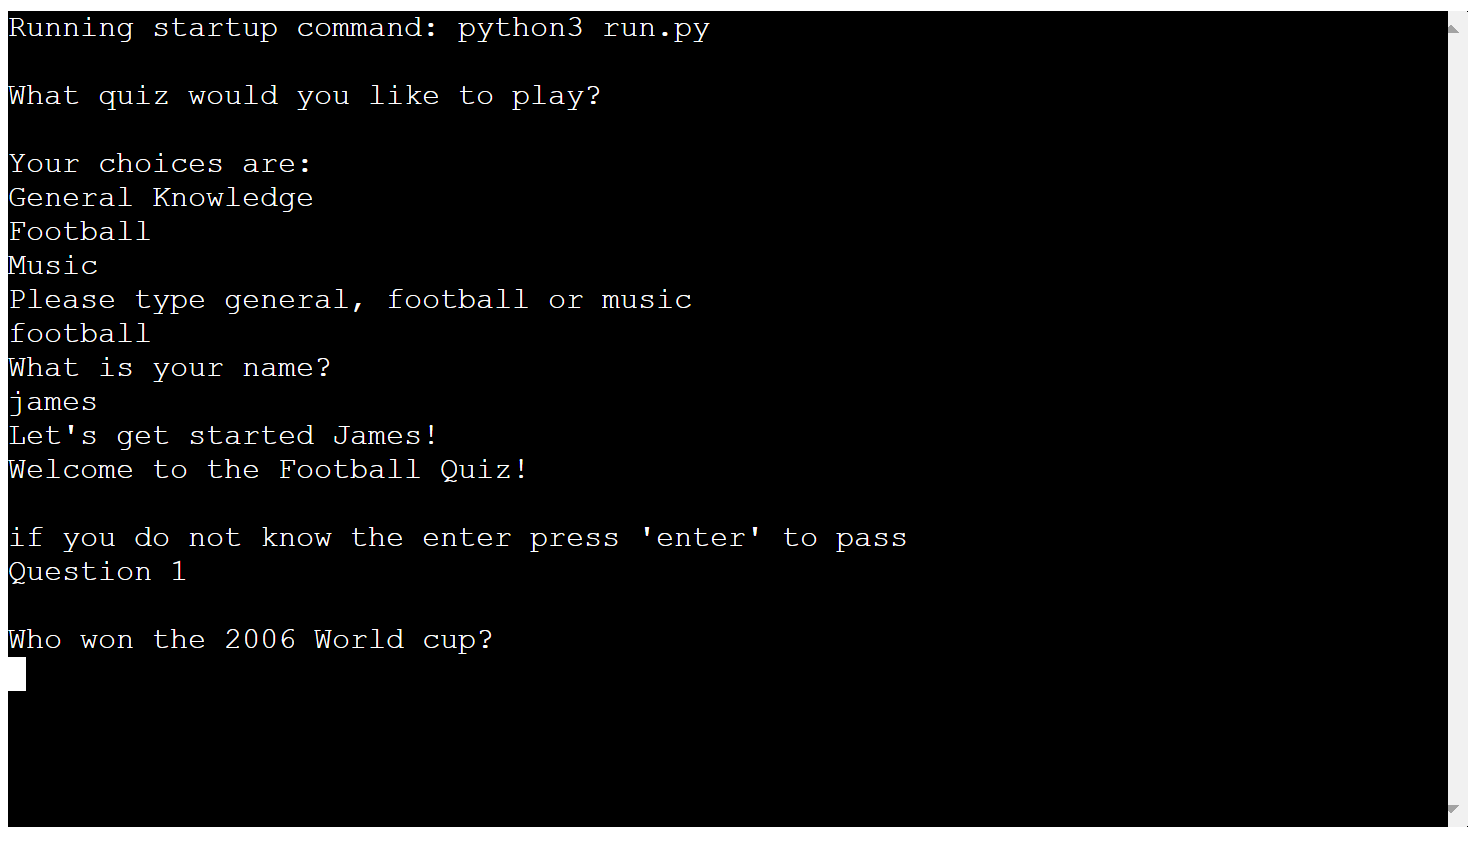 Running startup command: python3 run.py
What quiz would you like to play?
Your choices are:
General Knowledge
Football
Music
Please type general, football or music
football
What is your name?
james
Let's get started James!
Welcome to the Football Quiz!
if you do not know the enter press 'enter' to pass
Question 1
Who won the 2006 World cup?